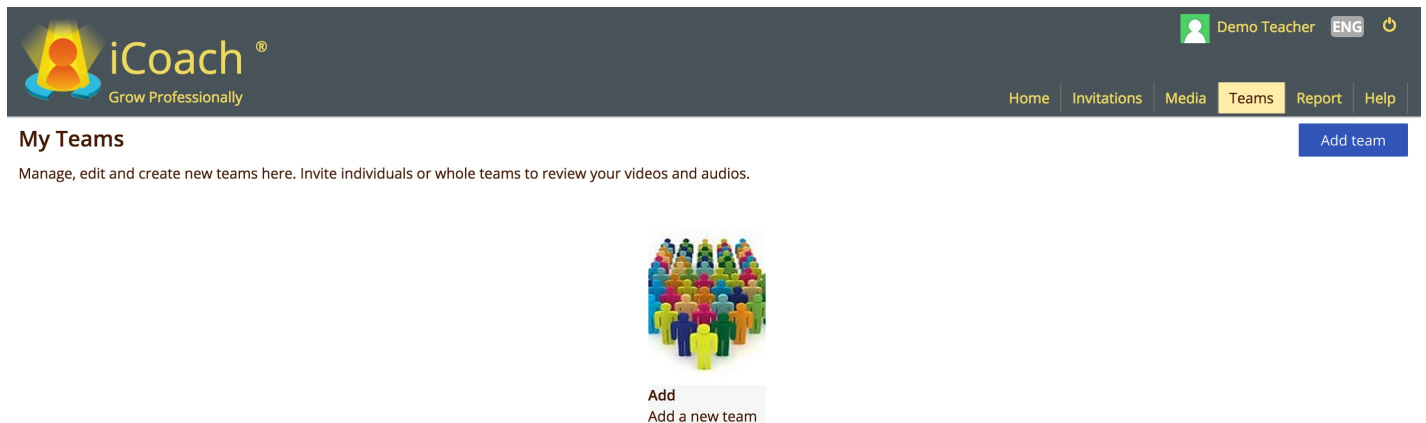 Demo Teacher ENG
iCoach ®
Grow Professionally
Home Invitations Media Teams Report Help
My Teams
Add team
Manage, edit and create new teams here. Invite individuals or whole teams to review your videos and audios.
Add
Add a new team